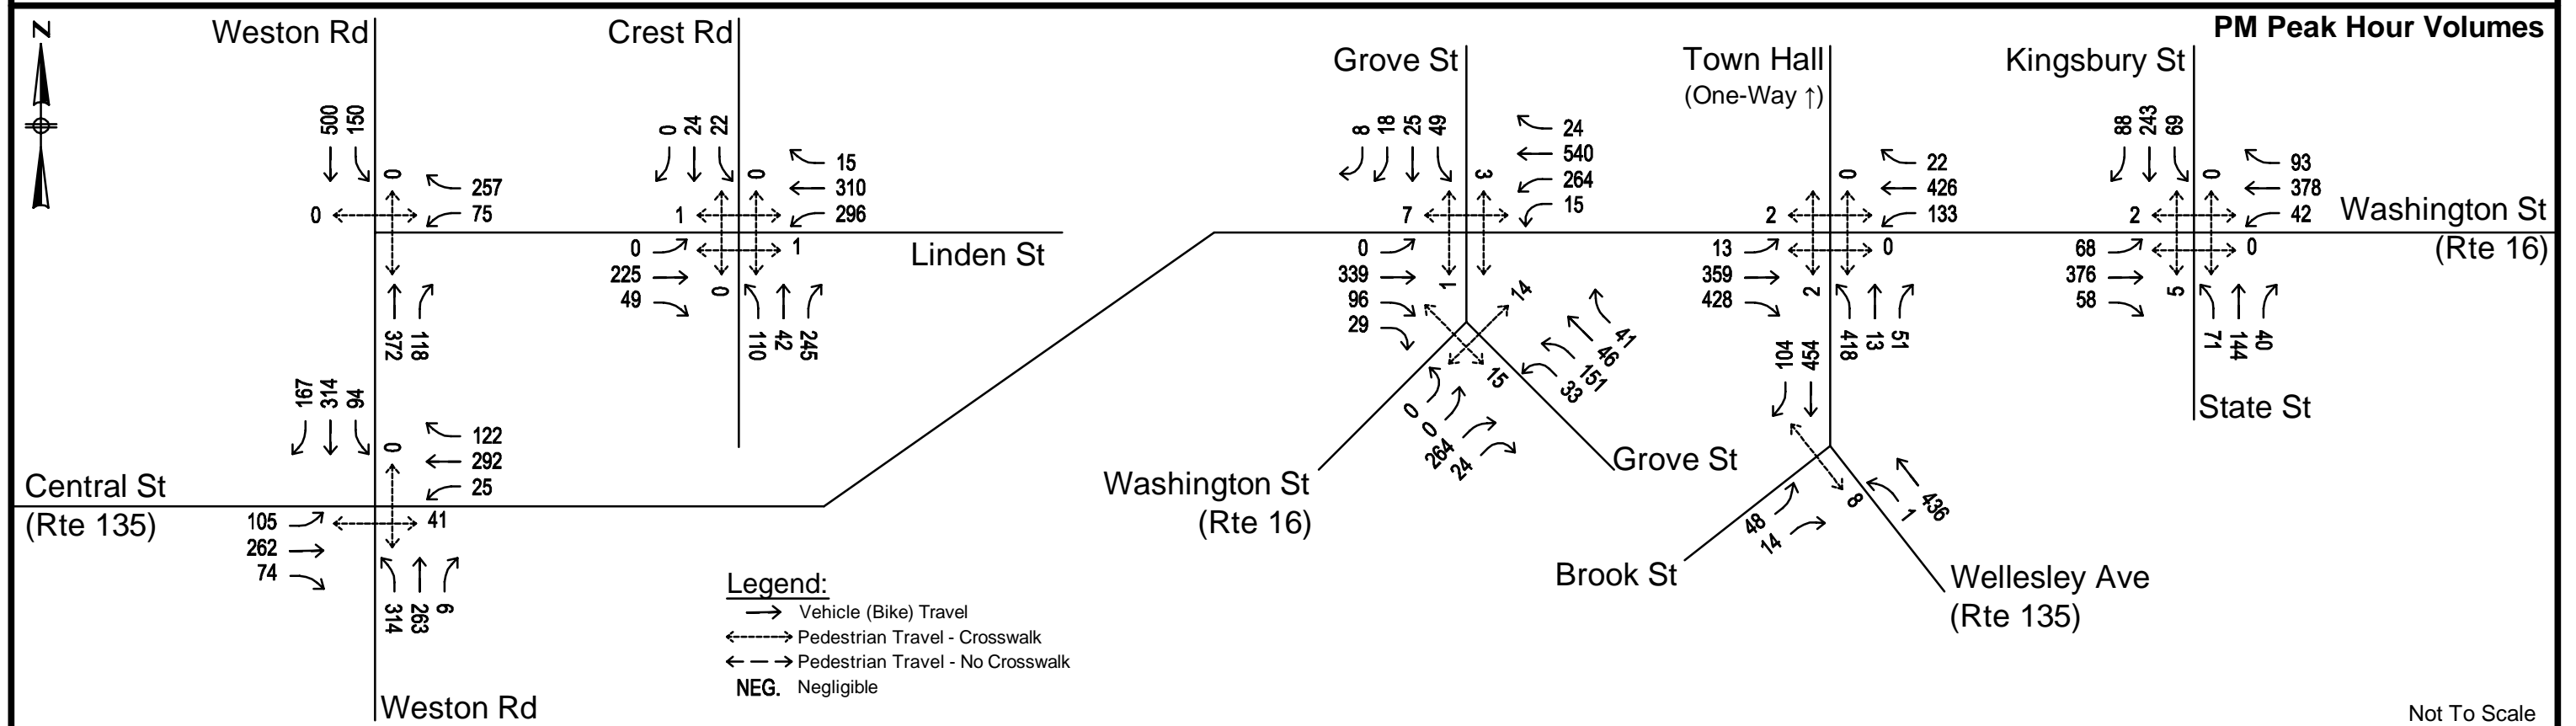 PM Peak Hour Volumes
N
Weston Rd
500 150
0
0
257
75
372 118
Crest Rd
0 24 22
0
15
310
296
1
0
225
49
1
0
110 42 245
Linden St
167 314 94
0
122
292
25
Central St
(Rte 135)
105
262
74
41
314 263 6
Weston Rd
Legend:
Vehicle (Bike) Travel
Pedestrian Travel - Crosswalk
Pedestrian Travel - No Crosswalk
NEG. Negligible
Grove St
8 18 25 49
3
24
540
264
15
7
0
339
96
29
1
14
15
41
46
151
33
0
0
264
24
Washington St
(Rte 16)
Grove St
Town Hall
(One-Way ↑)
0
22
426
133
2
13
359
428
0
2
418 13 51
104 454
8
48
14
436
1
Brook St
Wellesley Ave
(Rte 135)
Kingsbury St
88 243 69
0
93
378
42
2
68
376
58
0
5
71 144 40
State St
Washington St
(Rte 16)
Not To Scale